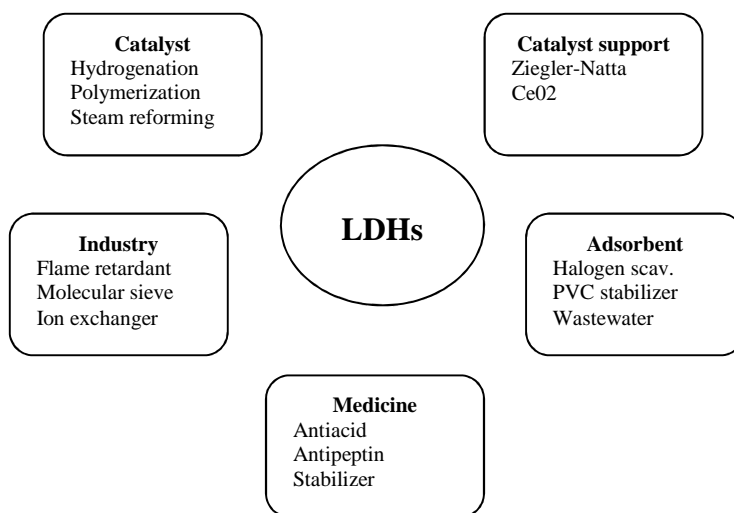 Catalyst
Hydrogenation
Polymerization
Steam reforming
Catalyst support
Ziegler-Natta
Ce02
LDHs
Industry
Flame retardant
Molecular sieve
Ion exchanger
Adsorbent
Halogen scav.
PVC stabilizer
Wastewater
Medicine
Antiacid
Antipeptin
Stabilizer